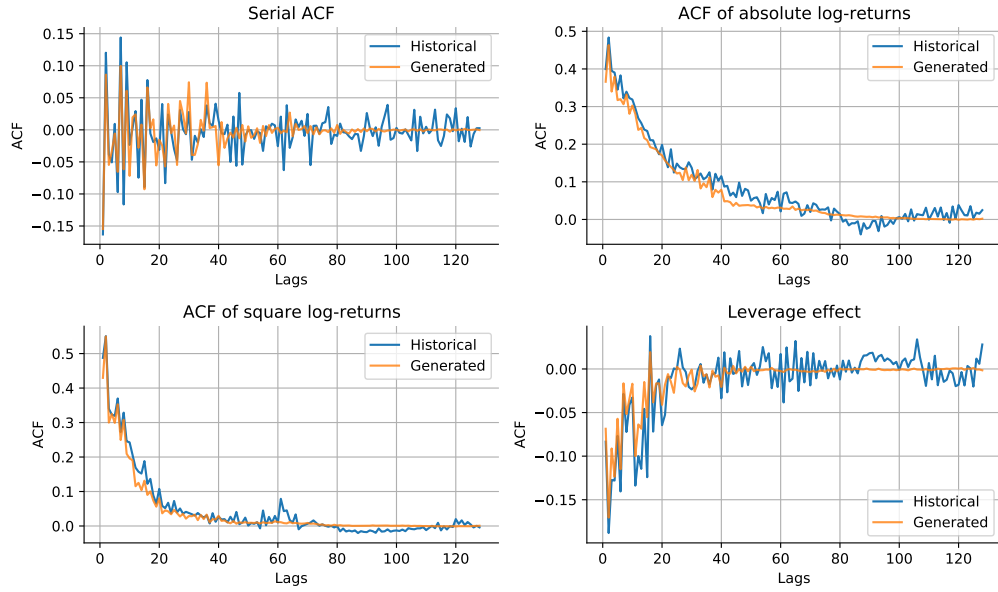 Serial ACF
ACF
0.15
0.10
0.05
0.00
−0.05
−0.10
−0.15
Historical
Generated
0 20 40 60 80 100 120
Lags
ACF of absolute log-returns
ACF
0.5
0.4
0.3
0.2
0.1
0.0
Historical
Generated
0 20 40 60 80 100 120
Lags
ACF of square log-returns
ACF
0.5
0.4
0.3
0.2
0.1
0.0
Historical
Generated
0 20 40 60 80 100 120
Lags
Leverage effect
ACF
0.00
−0.05
−0.10
−0.15
Historical
Generated
0 20 40 60 80 100 120
Lags